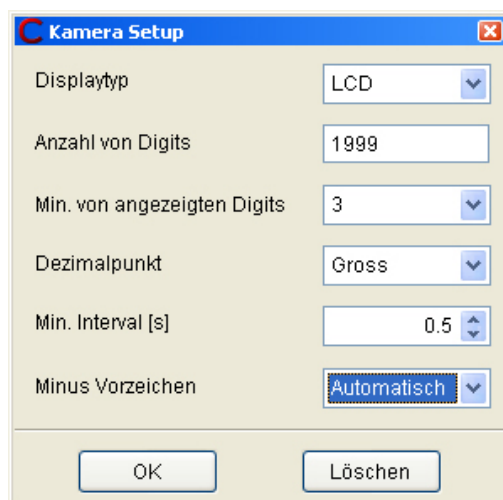 Kamera Setup
Displaytyp LCD
Anzahl von Digits 1999
Min. von angezeigten Digits 3
Dezimalpunkt Gross
Min. Interval [s] 0.5
Minus Vorzeichen Automatisch
OK Löschen